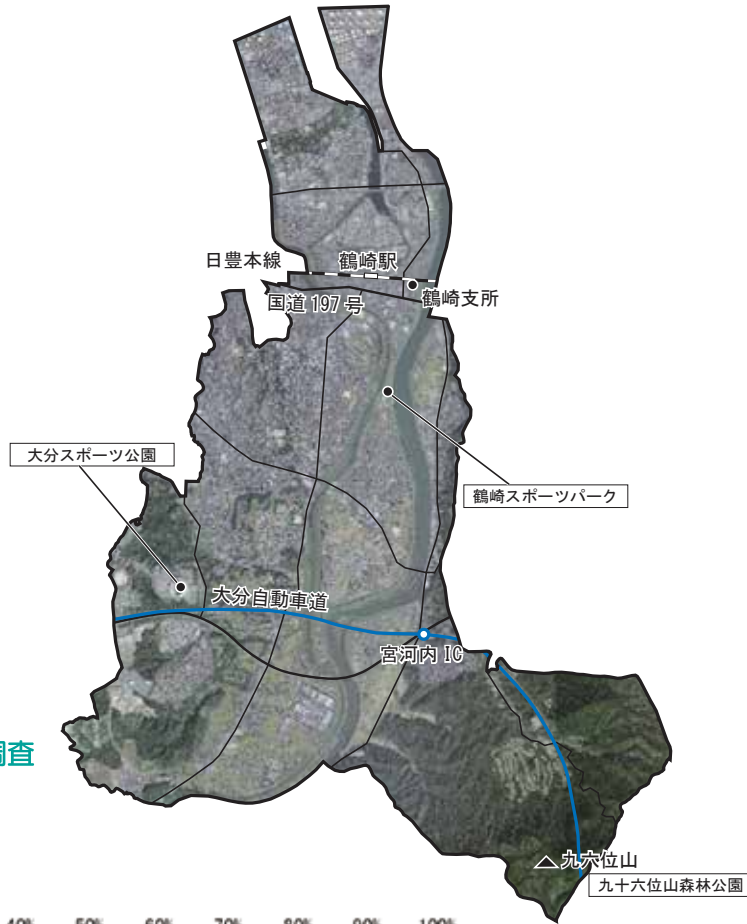 日豊本線
鶴崎駅
国道197号
鶴崎支所
大分スポーツ公園
鶴崎スポーツパーク
大分自動車道
宮河内 IC
調査
九六位山
九十六位山森林公園
50% 60% 70% 80% 90% 100%